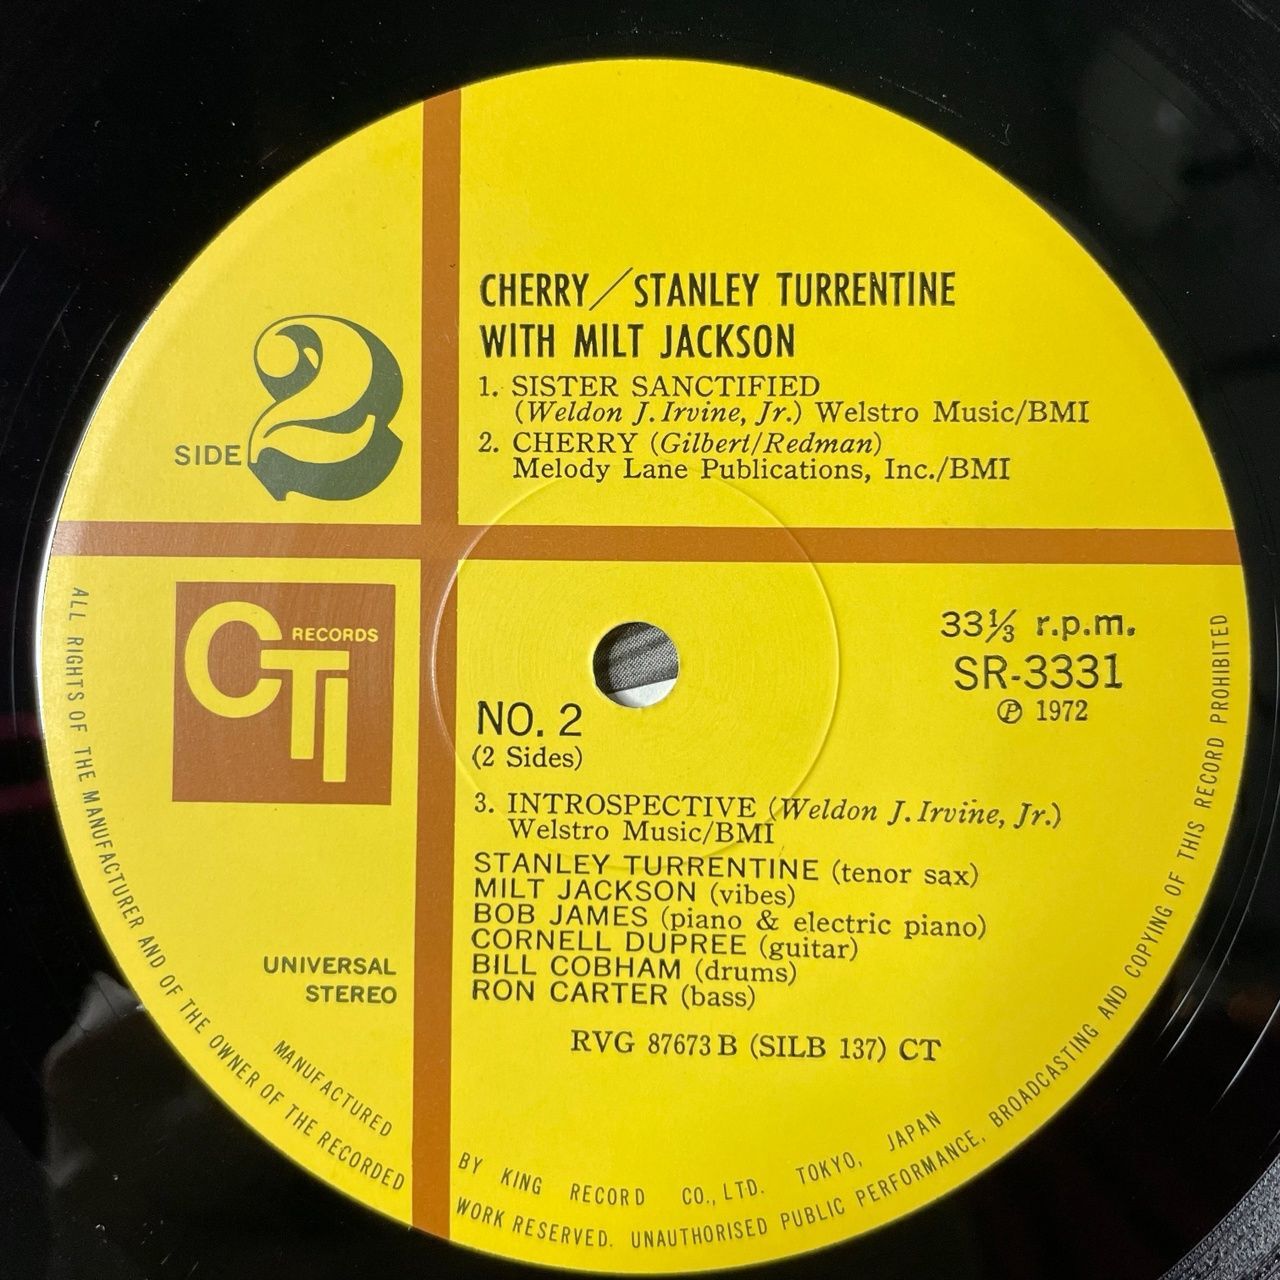 CHERRY/STANLEY TURRENTINE
WITH MILT JACKSON
1. SISTER SANCTIFIED
(Weldon J. Irvine, Jr.) Welstro Music/BMI
2. CHERRY (Gilbert/Redman)
Melody Lane Publications, Inc./BMI
SIDE 2
CTI RECORDS
33⅓ r.p.m.
SR-3331
Ⓟ 1972
NO. 2
(2 Sides)
3. INTROSPECTIVE (Weldon J. Irvine, Jr.)
Welstro Music/BMI
STANLEY TURRENTINE (tenor sax)
MILT JACKSON (vibes)
BOB JAMES (piano & electric piano)
CORNELL DUPREE (guitar)
BILL COBHAM (drums)
RON CARTER (bass)
UNIVERSAL
STEREO
RVG 87673 B (SILB 137) CT
MANUFACTURED BY KING RECORD CO., LTD. TOKYO, JAPAN
ALL RIGHTS OF THE MANUFACTURER AND OF THE OWNER OF THE RECORDED WORK RESERVED. UNAUTHORISED PUBLIC PERFORMANCE, BROADCASTING AND COPYING OF THIS RECORD PROHIBITED